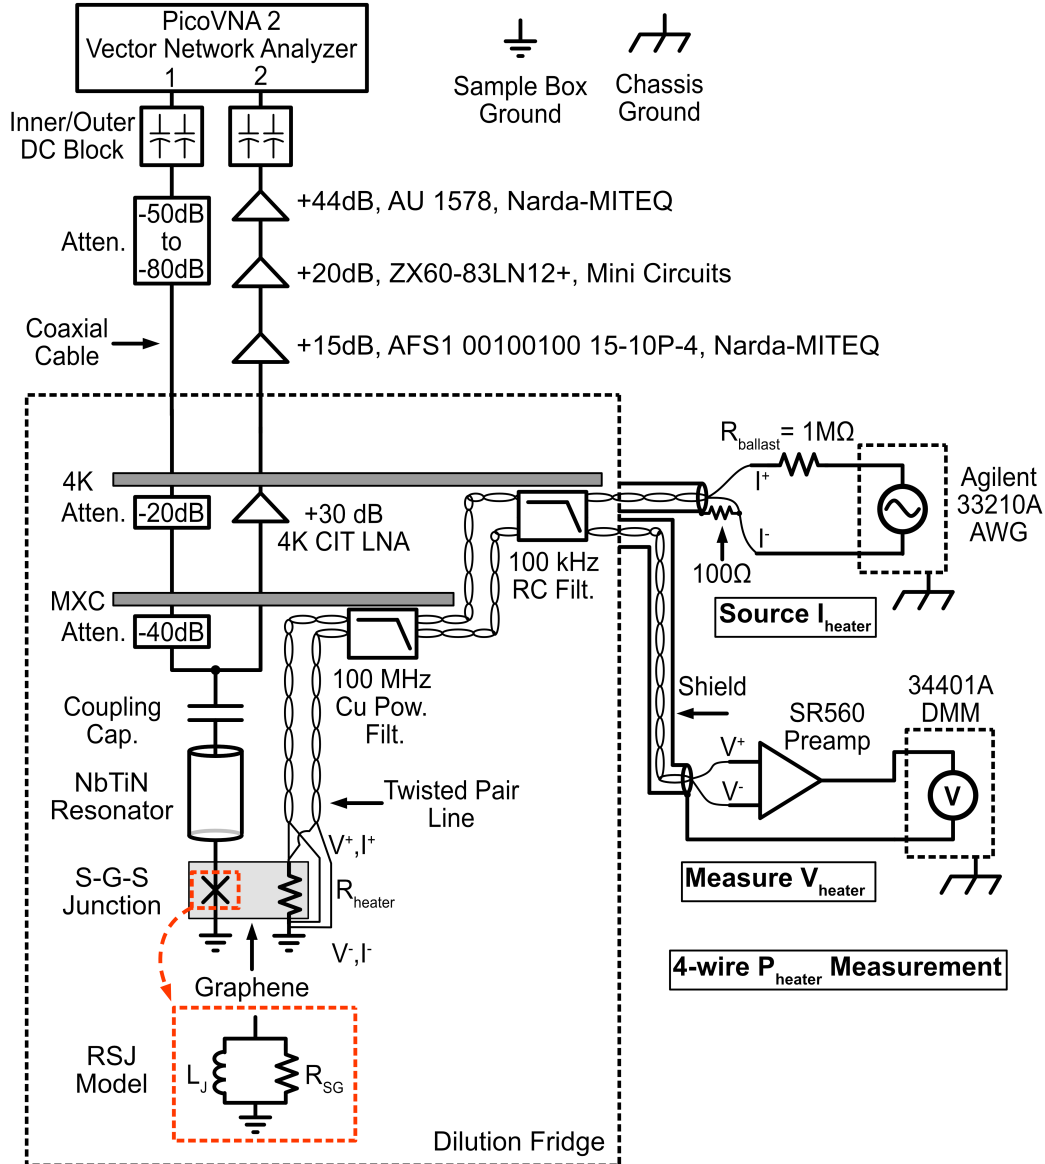 PicoVNA 2
Vector Network Analyzer
1
2
Sample Box
Ground
Chassis
Ground
Inner/Outer
DC Block
Atten.
-50dB
to
-80dB
+44dB, AU 1578, Narda-MITEQ
+20dB, ZX60-83LN12+, Mini Circuits
+15dB, AFS1 00100100 15-10P-4, Narda-MITEQ
Coaxial
Cable
4K
Atten.
-20dB
+30 dB
4K CIT LNA
100 kHz
RC Filt.
Rballast= 1MΩ
I+
I-
100Ω
Agilent
33210A
AWG
Source Iheater
MXC
Atten.
-40dB
100 MHz
Cu Pow.
Filt.
Coupling
Cap.
NbTiN
Resonator
Twisted Pair
Line
Shield
SR560
Preamp
34401A
DMM
V+
V-
V
Measure Vheater
V+,I+
S-G-S
Junction
Rheater
V-,I-
Graphene
4-wire Pheater Measurement
RSJ
Model
LJ
RSG
Dilution Fridge